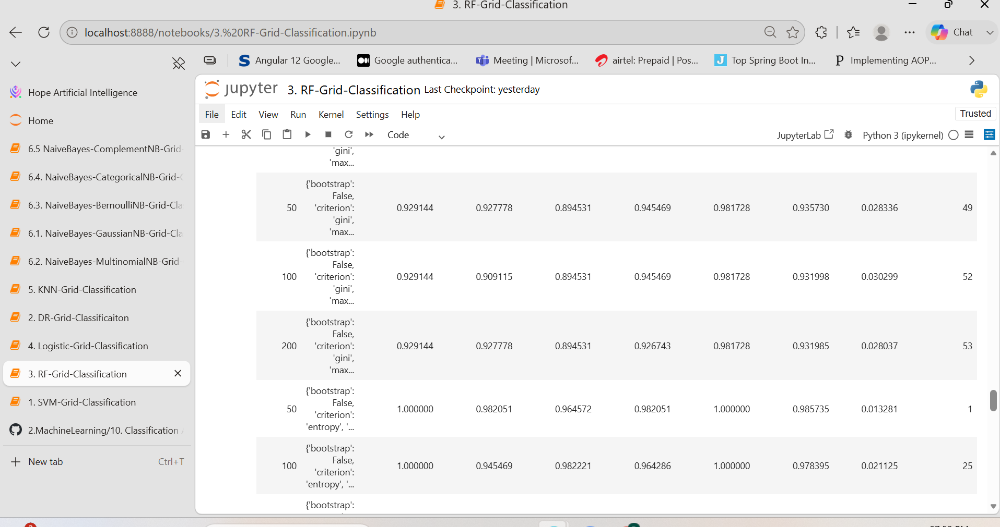 3. RF-Grid-Classification
localhost:8888/notebooks/3.%20RF-Grid-Classification.ipynb
Chat
Angular 12 Google...
Google authentica...
Meeting | Microsof...
airtel: Prepaid | Pos...
Top Spring Boot In...
Implementing AOP...
Hope Artificial Intelligence
Home
6.5 NaiveBayes-ComplementNB-Grid-
6.4. NaiveBayes-CategoricalNB-Grid-C
6.3. NaiveBayes-BernoulliNB-Grid-Cla
6.1. NaiveBayes-GaussianNB-Grid-Cla
6.2. NaiveBayes-MultinomialNB-Grid-
5. KNN-Grid-Classification
2. DR-Grid-Classificaiton
4. Logistic-Grid-Classification
3. RF-Grid-Classification
1. SVM-Grid-Classification
2.MachineLearning/10. Classification
New tab Ctrl+T
jupyter 3. RF-Grid-Classification Last Checkpoint: yesterday
File Edit View Run Kernel Settings Help
Trusted
Code
JupyterLab
Python 3 (ipykernel)
'gini',
'max...
{'bootstrap':
False,
50 'criterion': 0.929144 0.927778 0.894531 0.945469 0.981728 0.935730 0.028336 49
'gini',
'max...
{'bootstrap':
False,
100 'criterion': 0.929144 0.909115 0.894531 0.945469 0.981728 0.931998 0.030299 52
'gini',
'max...
{'bootstrap':
False,
200 'criterion': 0.929144 0.927778 0.894531 0.926743 0.981728 0.931985 0.028037 53
'gini',
'max...
{'bootstrap':
False,
50 1.000000 0.982051 0.964572 0.982051 1.000000 0.985735 0.013281 1
'criterion':
'entropy', '...
{'bootstrap':
False,
100 1.000000 0.945469 0.982221 0.964286 1.000000 0.978395 0.021125 25
'criterion':
'entropy', '...
{'bootstrap':